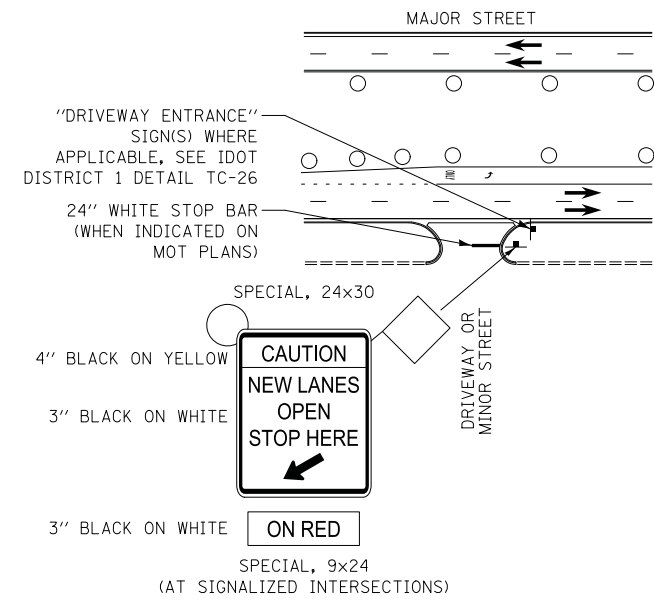 MAJOR STREET
"DRIVEWAY ENTRANCE"
SIGN(S) WHERE
APPLICABLE, SEE IDOT
DISTRICT 1 DETAIL TC-26
24" WHITE STOP BAR
(WHEN INDICATED ON
MOT PLANS)
DRIVEWAY OR
MINOR STREET
SPECIAL, 24x30
4" BLACK ON YELLOW
CAUTION
NEW LANES
OPEN
STOP HERE
3" BLACK ON WHITE
3" BLACK ON WHITE
ON RED
SPECIAL, 9x24
(AT SIGNALIZED INTERSECTIONS)